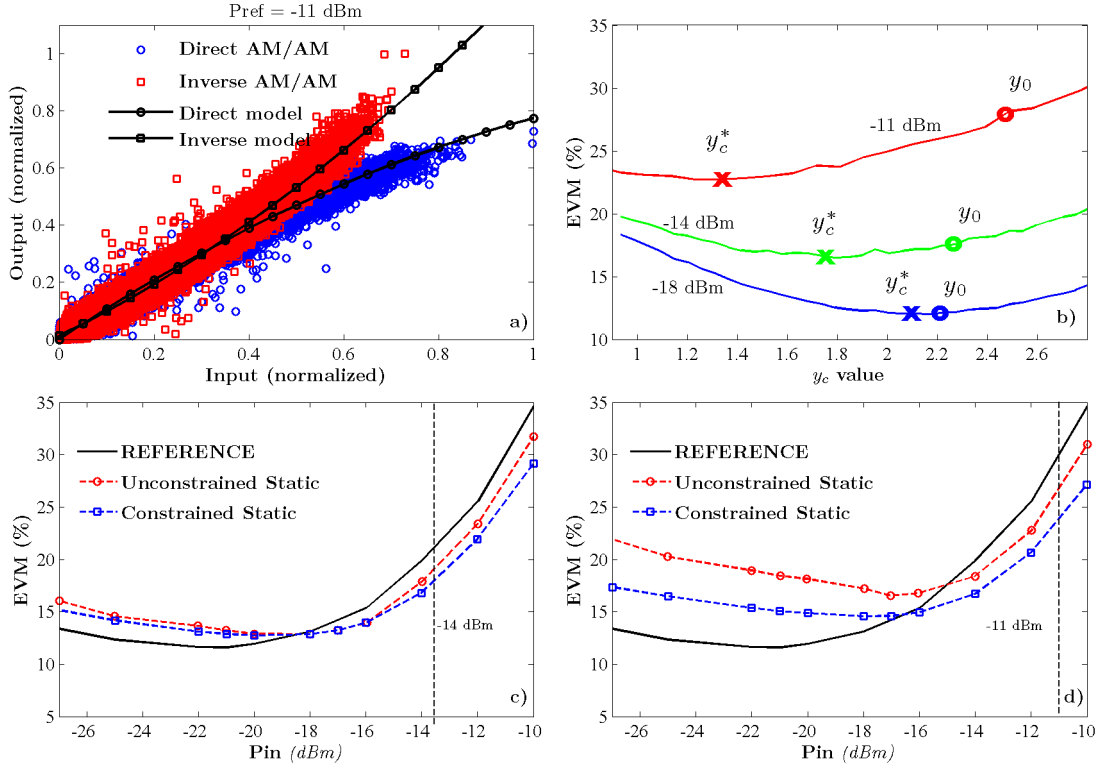 Pref = -11 dBm
Output (normalized)
1
0.8
0.6
0.4
0.2
0
Direct AM/AM
Inverse AM/AM
Direct model
Inverse model
a)
0 0.2 0.4 0.6 0.8 1
Input (normalized)
EVM (%)
35
30
25
20
15
10
y0
-11 dBm
yc*
-14 dBm
yc*
y0
-18 dBm
yc*
y0
b)
1 1.2 1.4 1.6 1.8 2 2.2 2.4 2.6
yc value
EVM (%)
35
30
25
20
15
10
5
REFERENCE
Unconstrained Static
Constrained Static
-14 dBm
c)
-26 -24 -22 -20 -18 -16 -14 -12 -10
Pin (dBm)
EVM (%)
35
30
25
20
15
10
5
REFERENCE
Unconstrained Static
Constrained Static
-11 dBm
d)
-26 -24 -22 -20 -18 -16 -14 -12 -10
Pin (dBm)